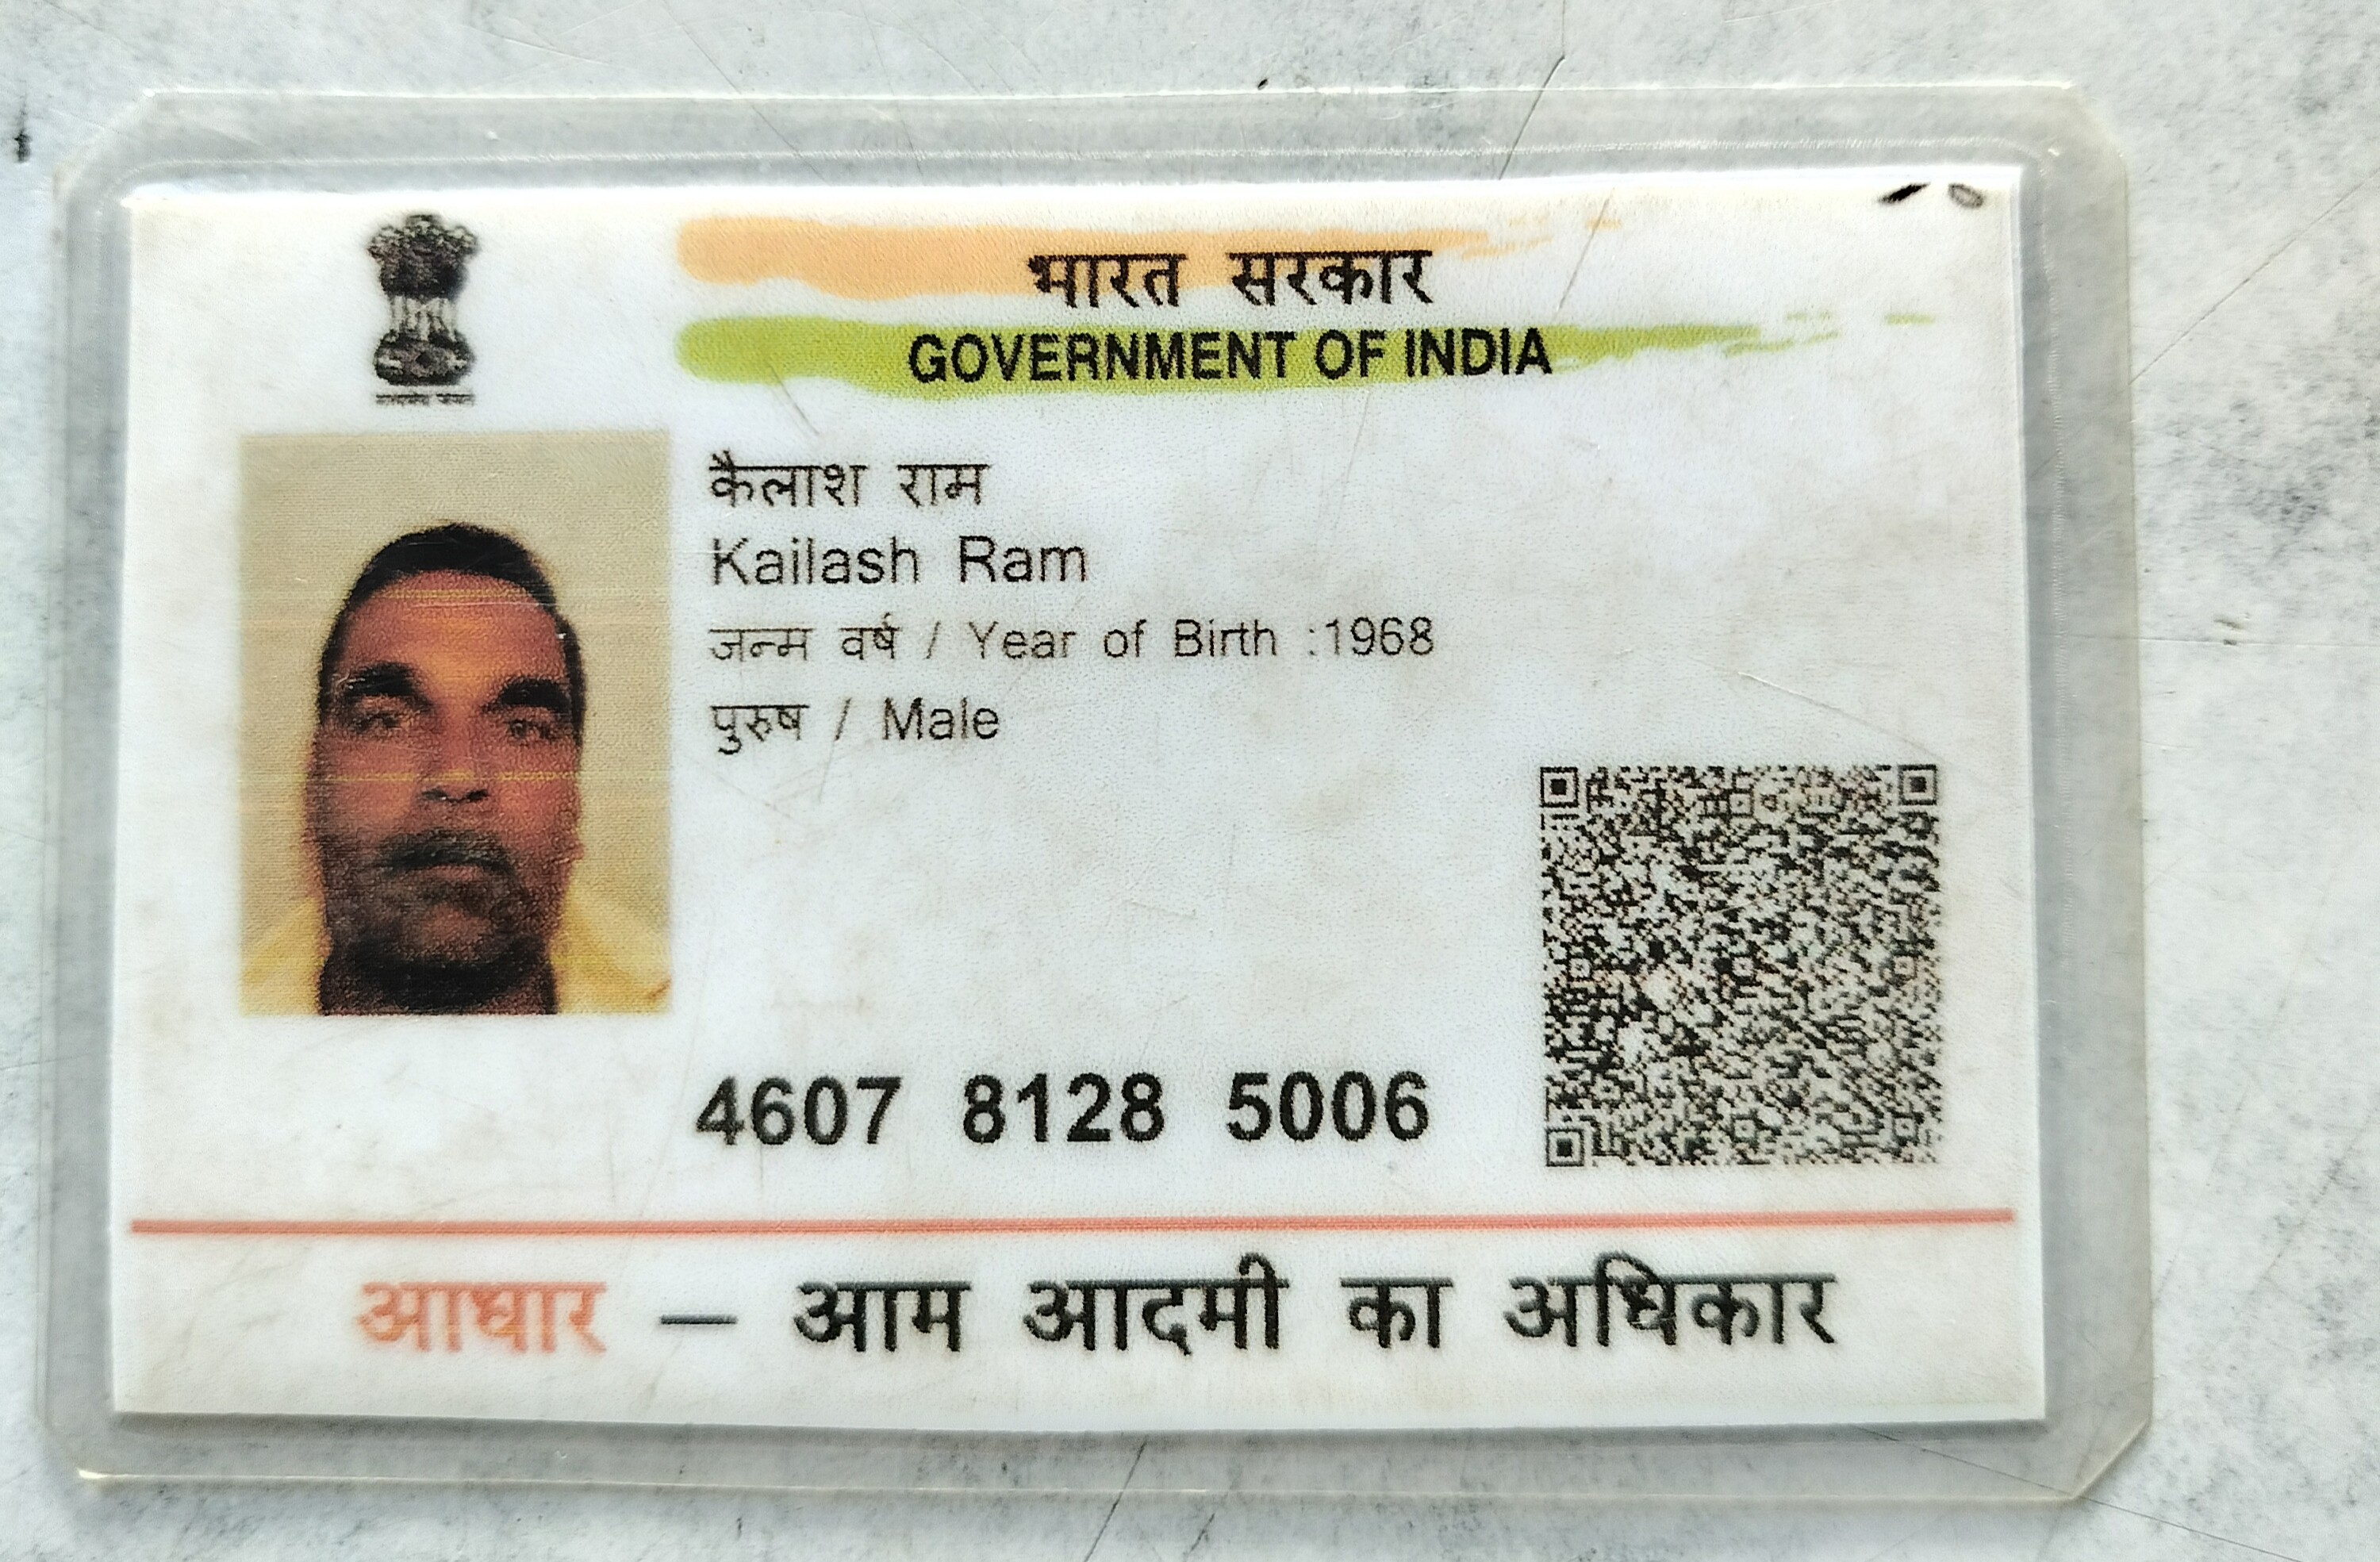 भारत सरकार
GOVERNMENT OF INDIA
कैलाश राम
Kailash Ram
जन्म वर्ष / Year of Birth :1968
पुरुष / Male
4607 8128 5006
आधार – आम आदमी का अधिकार